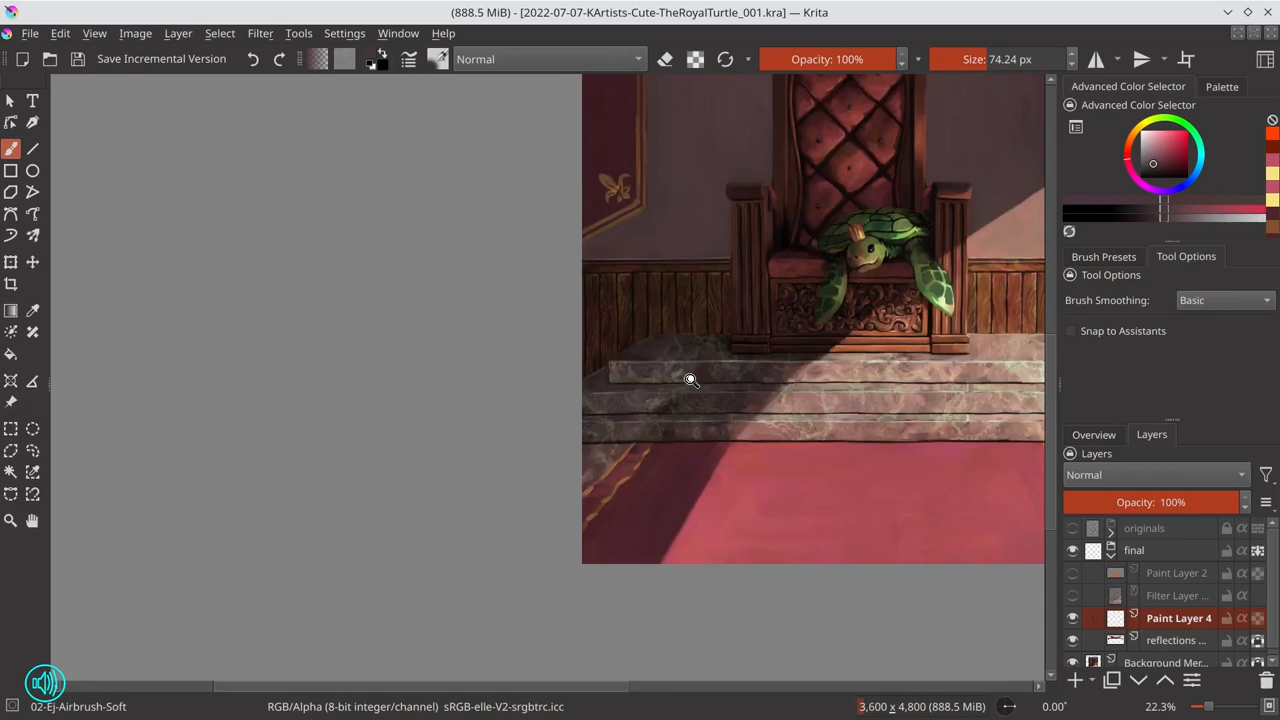 (888.5 MiB) - [2022-07-07-KArtists-Cute-TheRoyalTurtle_001.kra] — Krita
File Edit View Image Layer Select Filter Tools Settings Window Help
Save Incremental Version Normal Opacity: 100% Size: 74.24 px
Advanced Color Selector Palette
Advanced Color Selector
Brush Presets Tool Options
Tool Options
Brush Smoothing: Basic
Snap to Assistants
Overview Layers
Layers
Normal
Opacity: 100%
originals
final
Paint Layer 2
Filter Layer ...
Paint Layer 4
reflections ...
Background Mer...
02-Ej-Airbrush-Soft RGB/Alpha (8-bit integer/channel) sRGB-elle-V2-srgbtrc.icc 3,600 x 4,800 (888.5 MiB) 0.00° 22.3%